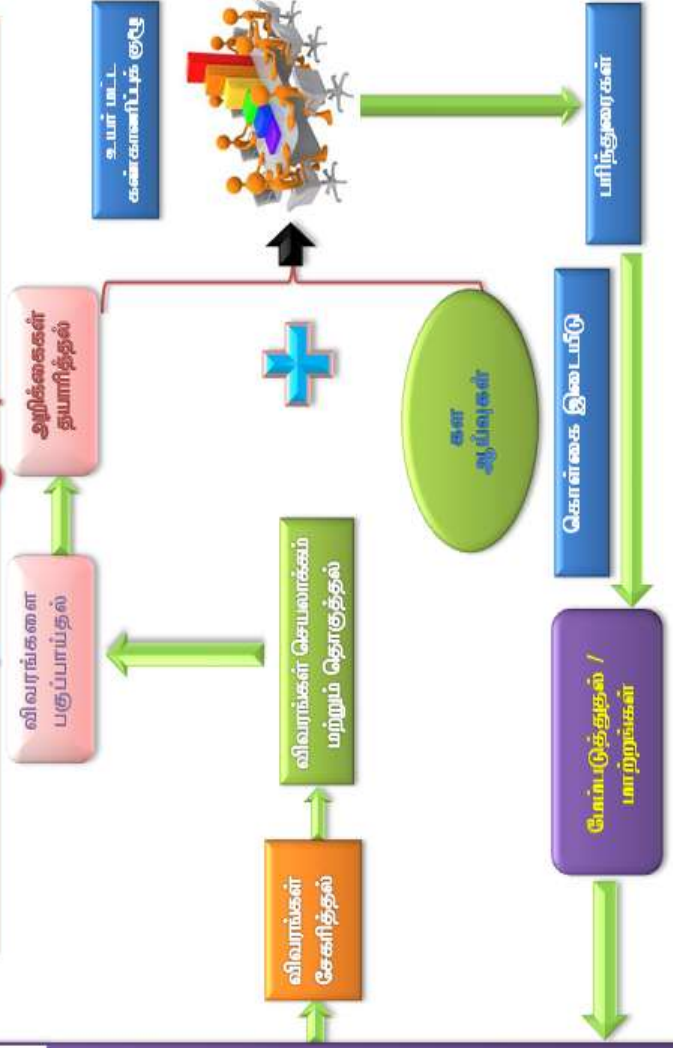 விவரங்கள்
சேகரித்தல்
விவரங்கள் செயலாக்கம்
மற்றும் தொகுத்தல்
விவரங்களை
பகுப்பாய்தல்
அறிக்கைகள்
தயாரித்தல்
கள
ஆய்வுகள்
உயர் மட்ட
கண்காணிப்புக் குழு
பரிந்துரைகள்
கொள்கை இடையீடு
மேம்படுத்துதல் /
மாற்றங்கள்